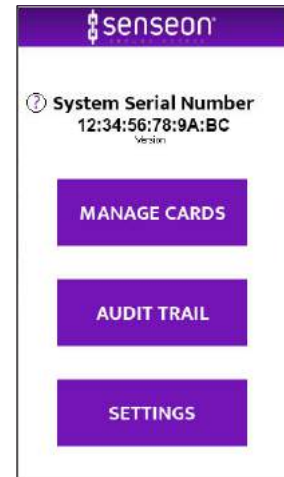 senseon
? System Serial Number
12:34:56:78:9A:BC
Version
MANAGE CARDS
AUDIT TRAIL
SETTINGS